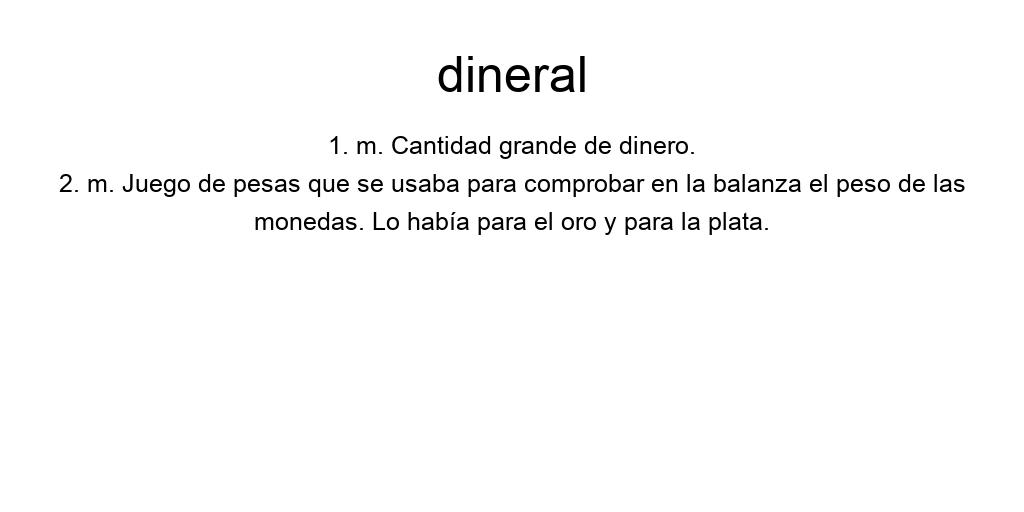 dineral
1. m. Cantidad grande de dinero.
2. m. Juego de pesas que se usaba para comprobar en la balanza el peso de las
monedas. Lo había para el oro y para la plata.